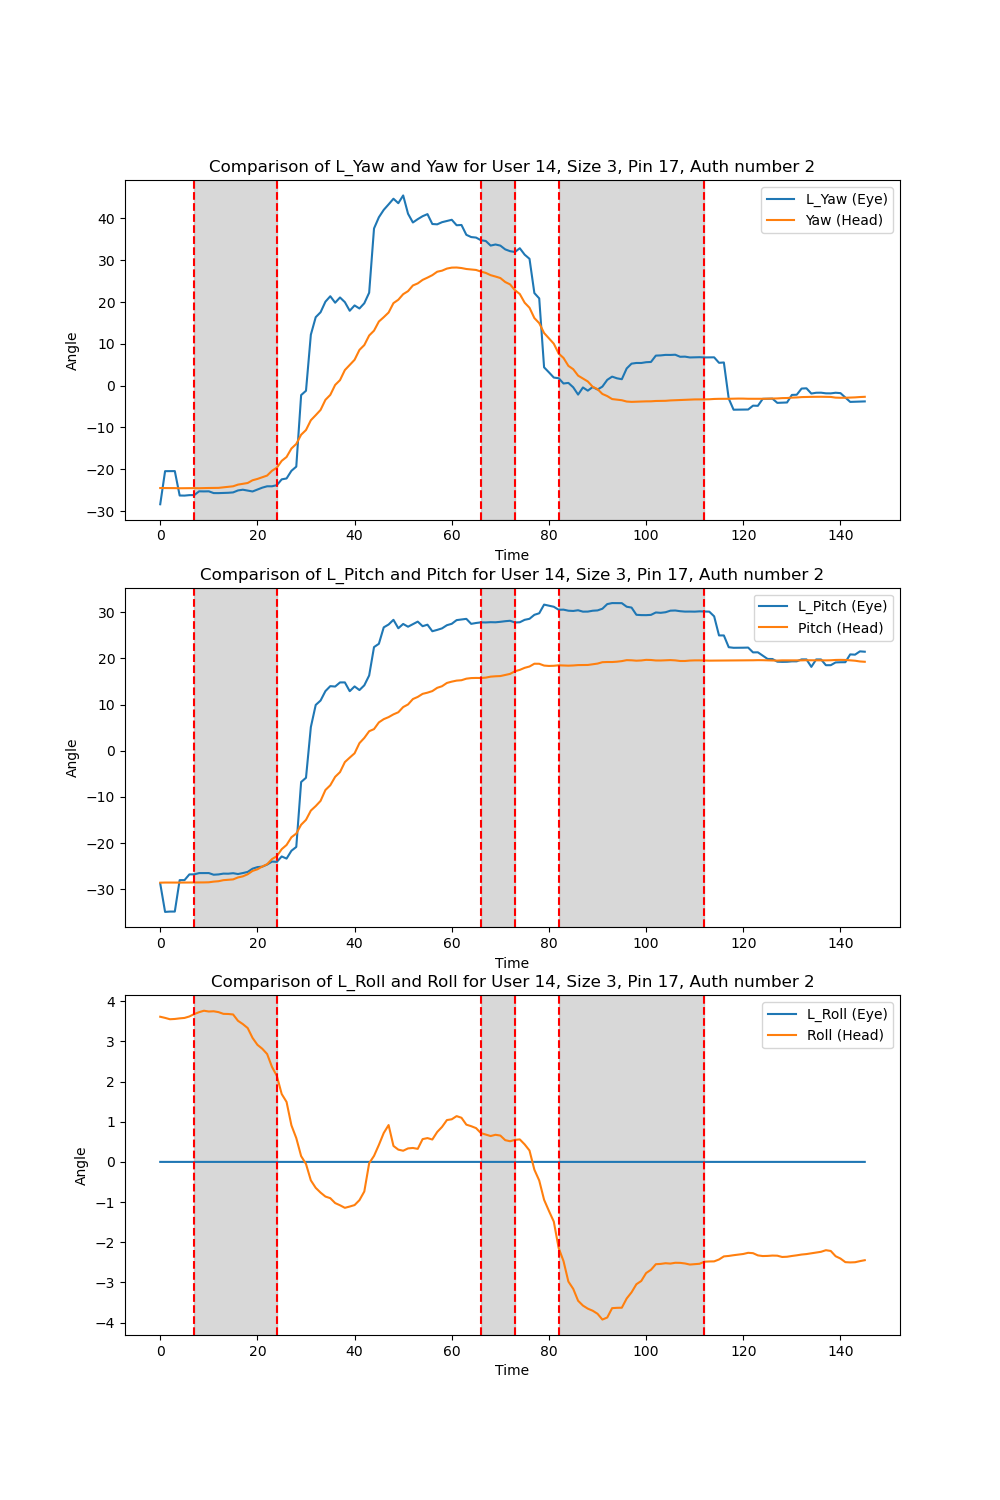 Comparison of L_Yaw and Yaw for User 14, Size 3, Pin 17, Auth number 2
L_Yaw (Eye)
Yaw (Head)
40
30
20
10
0
−10
−20
−30
Angle
0 20 40 60 80 100 120 140
Time
Comparison of L_Pitch and Pitch for User 14, Size 3, Pin 17, Auth number 2
L_Pitch (Eye)
Pitch (Head)
30
20
10
0
−10
−20
−30
Angle
0 20 40 60 80 100 120 140
Time
Comparison of L_Roll and Roll for User 14, Size 3, Pin 17, Auth number 2
L_Roll (Eye)
Roll (Head)
4
3
2
1
0
−1
−2
−3
−4
Angle
0 20 40 60 80 100 120 140
Time